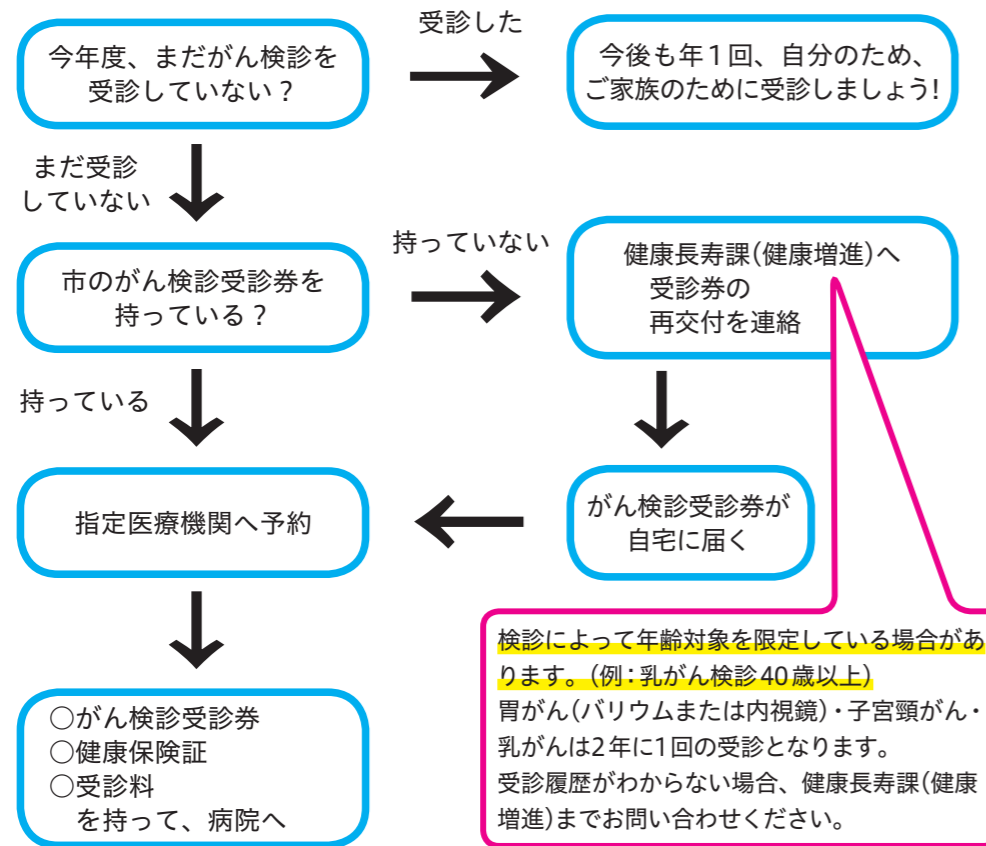 今年度、まだがん検診を
受診していない？
受診した
今後も年１回、自分のため、
ご家族のために受診しましょう!
まだ受診
していない
市のがん検診受診券を
持っている？
持っていない
健康長寿課(健康増進)へ
受診券の
再交付を連絡
持っている
指定医療機関へ予約
がん検診受診券が
自宅に届く
○がん検診受診券
○健康保険証
○受診料
を持って、病院へ
検診によって年齢対象を限定している場合があ
ります。(例：乳がん検診40歳以上)
胃がん(バリウムまたは内視鏡)・子宮頸がん・
乳がんは2年に1回の受診となります。
受診履歴がわからない場合、健康長寿課(健康
増進)までお問い合わせください。